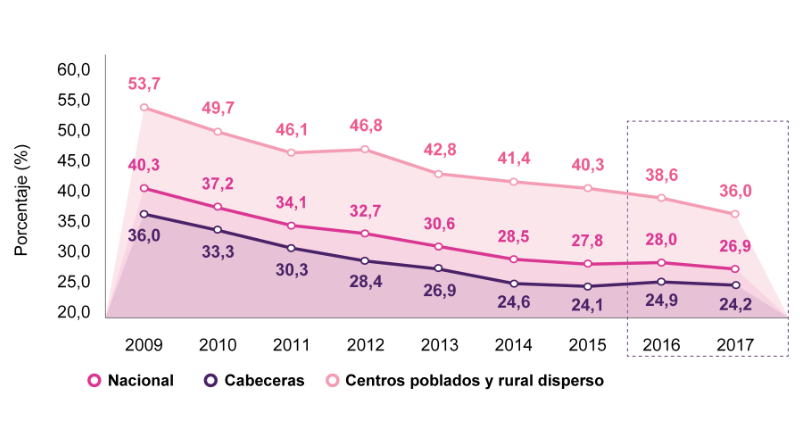 Porcentaje (%)
60,0
55,0
50,0
45,0
40,0
35,0
30,0
25,0
20,0
53,7 49,7 46,1 46,8 42,8 41,4 40,3 38,6 36,0
40,3 37,2 34,1 32,7 30,6 28,5 27,8 28,0 26,9
36,0 33,3 30,3 28,4 26,9 24,6 24,1 24,9 24,2
2009 2010 2011 2012 2013 2014 2015 2016 2017
Nacional Cabeceras Centros poblados y rural disperso